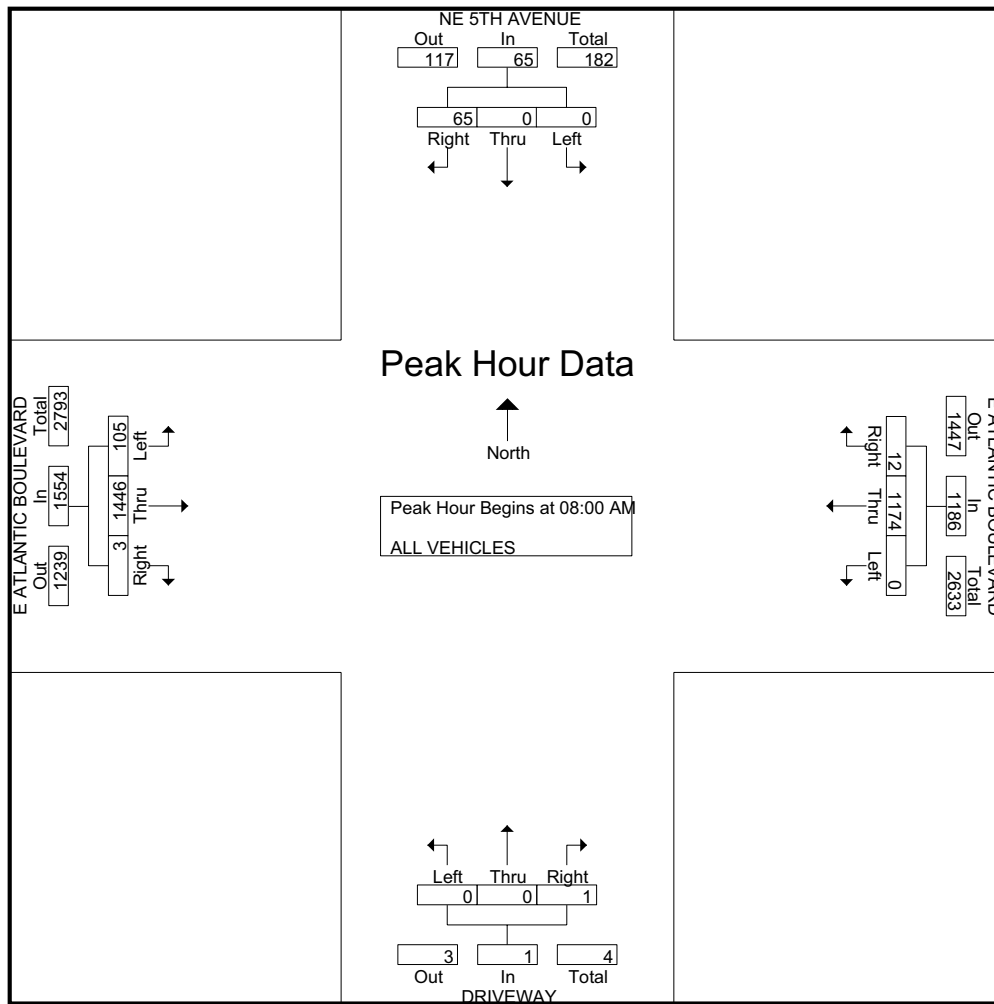 NE 5TH AVENUE
Out In Total
117 65 182
65 0 0
Right Thru Left
Peak Hour Data
North
Peak Hour Begins at 08:00 AM
ALL VEHICLES
E ATLANTIC BOULEVARD
Out In Total
1239 1554 2793
3 1446 105
Right Thru Left
E ATLANTIC BOULEVARD
Out In Total
1447 1186 2633
12 1174 0
Right Thru Left
Left Thru Right
0 0 1
3 1 4
Out In Total
DRIVEWAY